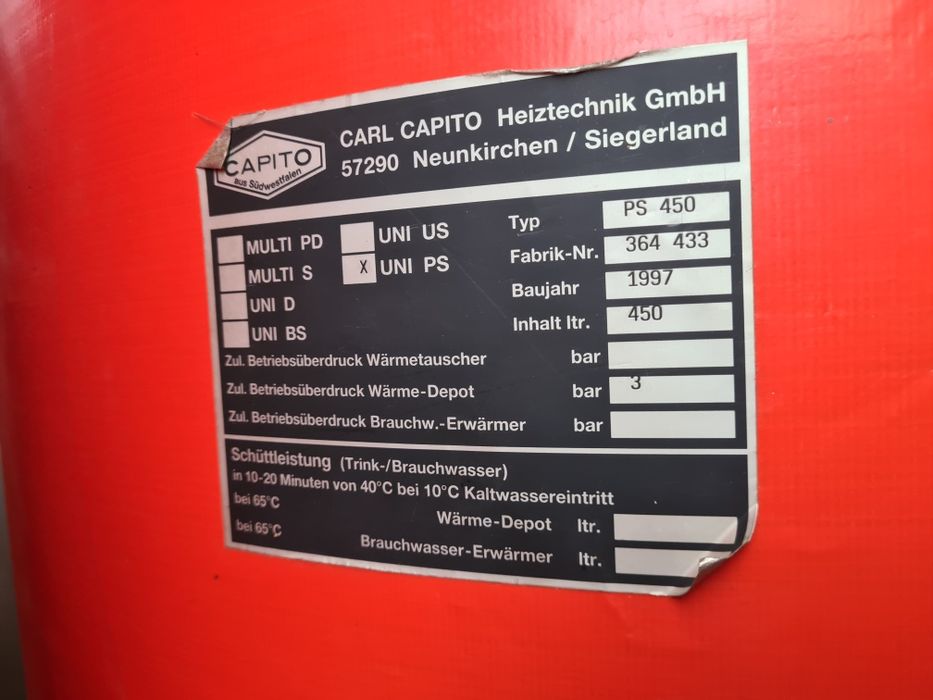 CAPITO
aus Südwestfalen
CARL CAPITO Heiztechnik GmbH
57290 Neunkirchen / Siegerland
MULTI PD
MULTI S
UNI D
UNI BS
UNI US
X UNI PS
Typ PS 450
Fabrik-Nr. 364 433
Baujahr 1997
Inhalt ltr. 450
Zul. Betriebsüberdruck Wärmetauscher bar
Zul. Betriebsüberdruck Wärme-Depot bar 3
Zul. Betriebsüberdruck Brauchw.-Erwärmer bar
Schüttleistung (Trink-/Brauchwasser)
in 10-20 Minuten von 40°C bei 10°C Kaltwassereintritt
bei 65°C Wärme-Depot ltr.
bei 65°C Brauchwasser-Erwärmer ltr.